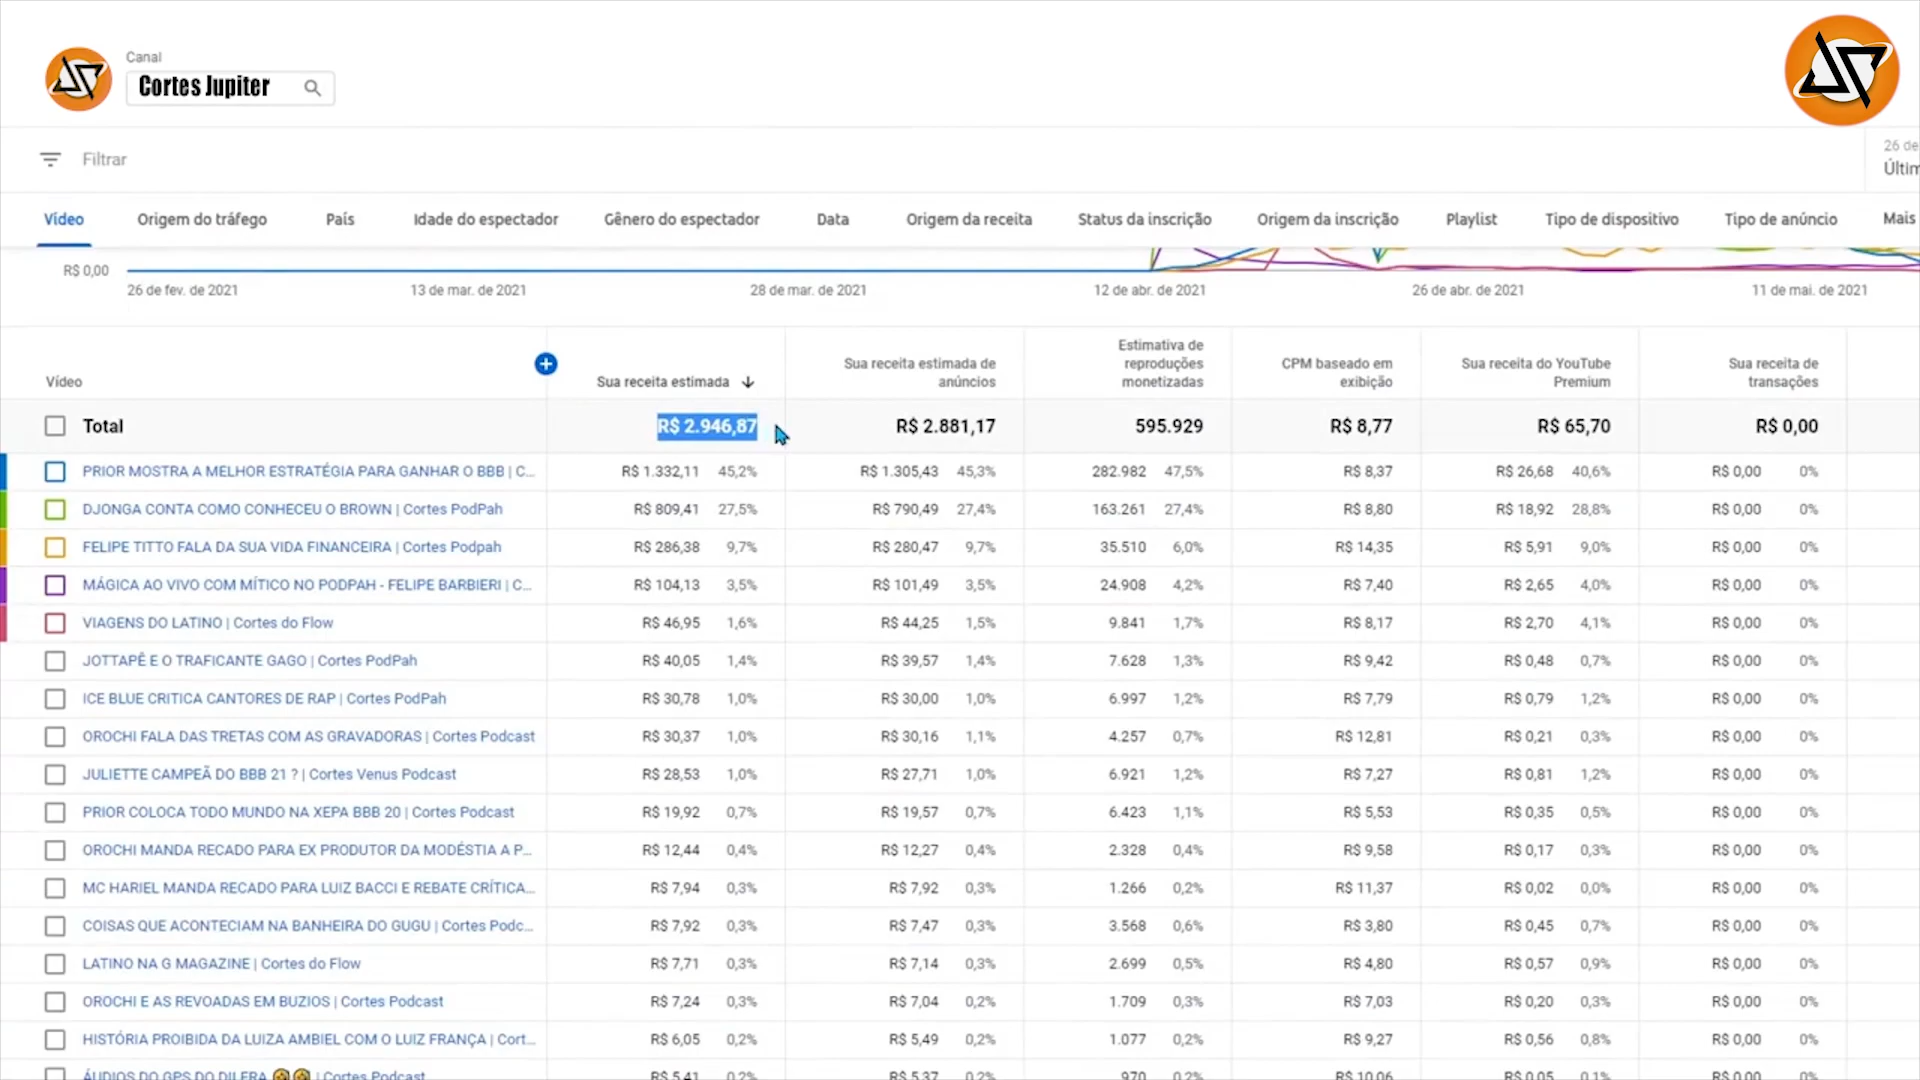 Canal
Cortes Jupiter
Filtrar
26 de
Últim
Vídeo Origem do tráfego País Idade do espectador Gênero do espectador Data Origem da receita Status da inscrição Origem da inscrição Playlist Tipo de dispositivo Tipo de anúncio Mais
R$ 0,00
26 de fev. de 2021 13 de mar. de 2021 28 de mar. de 2021 12 de abr. de 2021 26 de abr. de 2021 11 de mai. de 2021
Vídeo
Sua receita estimada
Sua receita estimada de
anúncios
Estimativa de
reproduções
monetizadas
CPM baseado em
exibição
Sua receita do YouTube
Premium
Sua receita de
transações
Total R$ 2.946,87 R$ 2.881,17 595.929 R$ 8,77 R$ 65,70 R$ 0,00
PRIOR MOSTRA A MELHOR ESTRATÉGIA PARA GANHAR O BBB | C... R$ 1.332,11 45,2% R$ 1.305,43 45,3% 282.982 47,5% R$ 8,37 R$ 26,68 40,6% R$ 0,00 0%
DJONGA CONTA COMO CONHECEU O BROWN | Cortes PodPah R$ 809,41 27,5% R$ 790,49 27,4% 163.261 27,4% R$ 8,80 R$ 18,92 28,8% R$ 0,00 0%
FELIPE TITTO FALA DA SUA VIDA FINANCEIRA | Cortes Podpah R$ 286,38 9,7% R$ 280,47 9,7% 35.510 6,0% R$ 14,35 R$ 5,91 9,0% R$ 0,00 0%
MÁGICA AO VIVO COM MÍTICO NO PODPAH - FELIPE BARBIERI | C... R$ 104,13 3,5% R$ 101,49 3,5% 24.908 4,2% R$ 7,40 R$ 2,65 4,0% R$ 0,00 0%
VIAGENS DO LATINO | Cortes do Flow R$ 46,95 1,6% R$ 44,25 1,5% 9.841 1,7% R$ 8,17 R$ 2,70 4,1% R$ 0,00 0%
JOTTAPÊ E O TRAFICANTE GAGO | Cortes PodPah R$ 40,05 1,4% R$ 39,57 1,4% 7.628 1,3% R$ 9,42 R$ 0,48 0,7% R$ 0,00 0%
ICE BLUE CRITICA CANTORES DE RAP | Cortes PodPah R$ 30,78 1,0% R$ 30,00 1,0% 6.997 1,2% R$ 7,79 R$ 0,79 1,2% R$ 0,00 0%
OROCHI FALA DAS TRETAS COM AS GRAVADORAS | Cortes Podcast R$ 30,37 1,0% R$ 30,16 1,1% 4.257 0,7% R$ 12,81 R$ 0,21 0,3% R$ 0,00 0%
JULIETTE CAMPEÃ DO BBB 21 ? | Cortes Venus Podcast R$ 28,53 1,0% R$ 27,71 1,0% 6.921 1,2% R$ 7,27 R$ 0,81 1,2% R$ 0,00 0%
PRIOR COLOCA TODO MUNDO NA XEPA BBB 20 | Cortes Podcast R$ 19,92 0,7% R$ 19,57 0,7% 6.423 1,1% R$ 5,53 R$ 0,35 0,5% R$ 0,00 0%
OROCHI MANDA RECADO PARA EX PRODUTOR DA MODÉSTIA A P... R$ 12,44 0,4% R$ 12,27 0,4% 2.328 0,4% R$ 9,58 R$ 0,17 0,3% R$ 0,00 0%
MC HARIEL MANDA RECADO PARA LUIZ BACCI E REBATE CRÍTICA... R$ 7,94 0,3% R$ 7,92 0,3% 1.266 0,2% R$ 11,37 R$ 0,02 0,0% R$ 0,00 0%
COISAS QUE ACONTECIAM NA BANHEIRA DO GUGU | Cortes Podc... R$ 7,92 0,3% R$ 7,47 0,3% 3.568 0,6% R$ 3,80 R$ 0,45 0,7% R$ 0,00 0%
LATINO NA G MAGAZINE | Cortes do Flow R$ 7,71 0,3% R$ 7,14 0,3% 2.699 0,5% R$ 4,80 R$ 0,57 0,9% R$ 0,00 0%
OROCHI E AS REVOADAS EM BUZIOS | Cortes Podcast R$ 7,24 0,3% R$ 7,04 0,2% 1.709 0,3% R$ 7,03 R$ 0,20 0,3% R$ 0,00 0%
HISTÓRIA PROIBIDA DA LUIZA AMBIEL COM O LUIZ FRANÇA | Cort... R$ 6,05 0,2% R$ 5,49 0,2% 1.077 0,2% R$ 9,27 R$ 0,56 0,8% R$ 0,00 0%
ÁUDIOS DO GPS DO DILERA | Cortes Podcast R$ 5,41 0,2% R$ 5,37 0,2% 970 0,2% R$ 10,06 R$ 0,05 0,1% R$ 0,00 0%